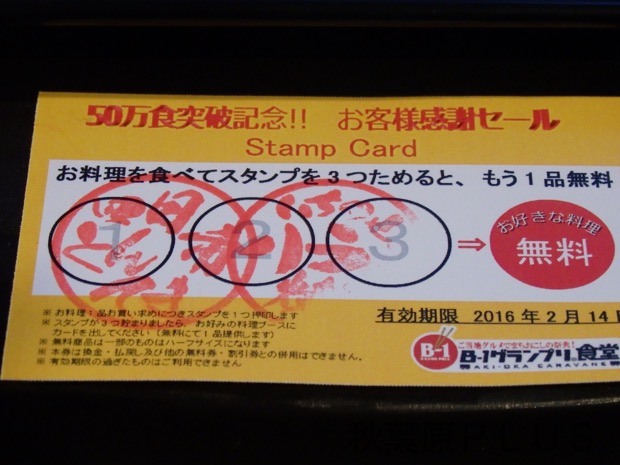 50万食突破記念!! お客様感謝セール
Stamp Card
お料理を食べてスタンプを3つためると、もう1品無料
1 2 3 ⇒ お好きな料理
無料
※ お料理1品お買い求めにつきスタンプを1つ押印します
※ スタンプが3つ貯まりましたら、お好みの料理ブースに
カードを出してください(無料にて1品提供します)
※ 無料商品は一部のものはハーフサイズになります
※ 本券は換金・払戻し及び他の無料券・割引券との併用はできません。
※ 有効期限の過ぎたものはご利用できません
有効期限 2016年2月14日
ご当地グルメでまちおこしの祭典!
B-1
B-1グランプリ食堂
AKI-OKA CARAVANE
秋葉原PLUS